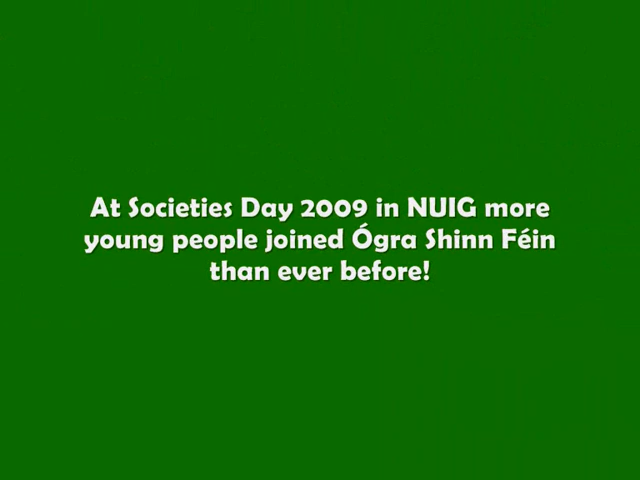 At Societies Day 2009 in NUIG more
young people joined Ógra Shinn Féin
than ever before!